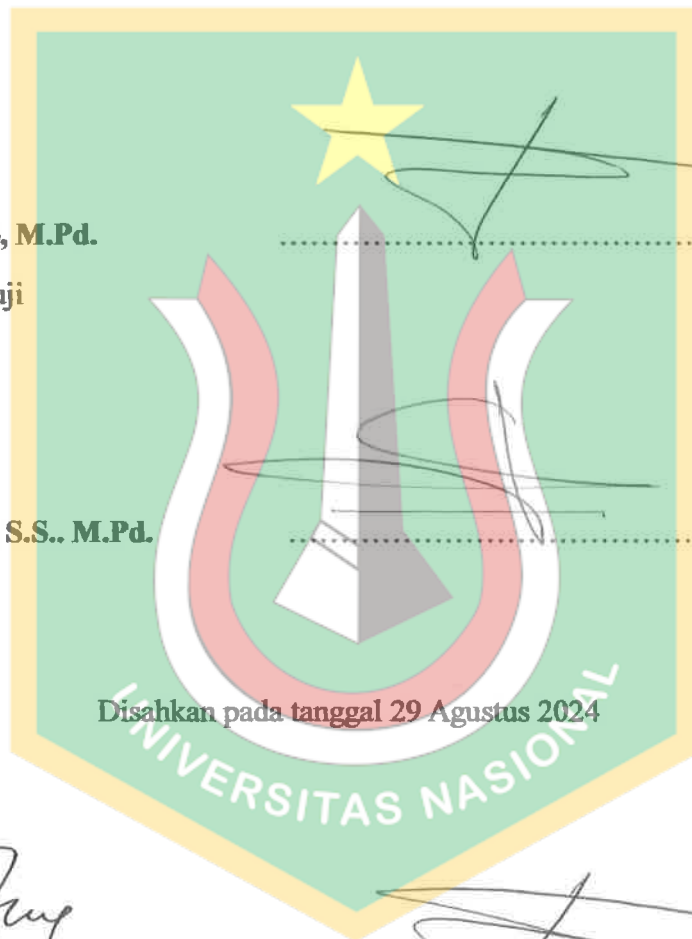 , M.Pd.
uji
S.S.. M.Pd.
Disahkan pada tanggal 29 Agustus 2024
UNIVERSITAS NASIONAL